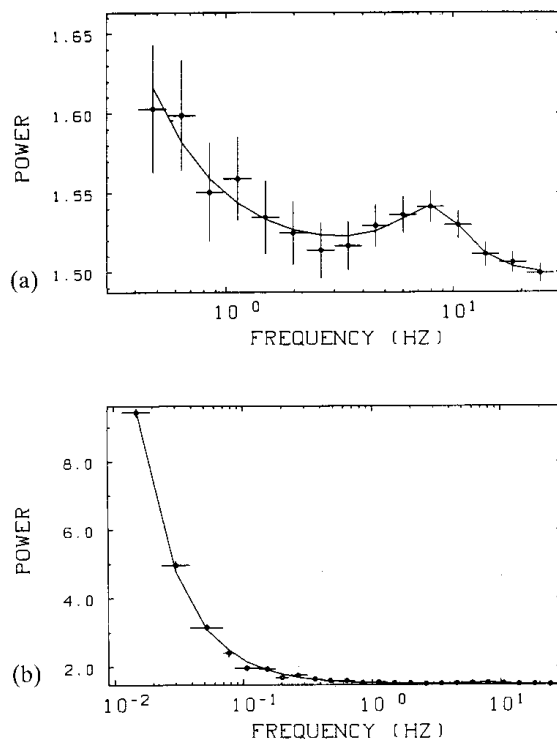 1.65
1.60
POWER
1.55
1.50
(a)
10⁰ 10¹
FREQUENCY (HZ)
8.0
POWER
6.0
4.0
2.0
(b)
10⁻² 10⁻¹ 10⁰ 10¹
FREQUENCY (HZ)